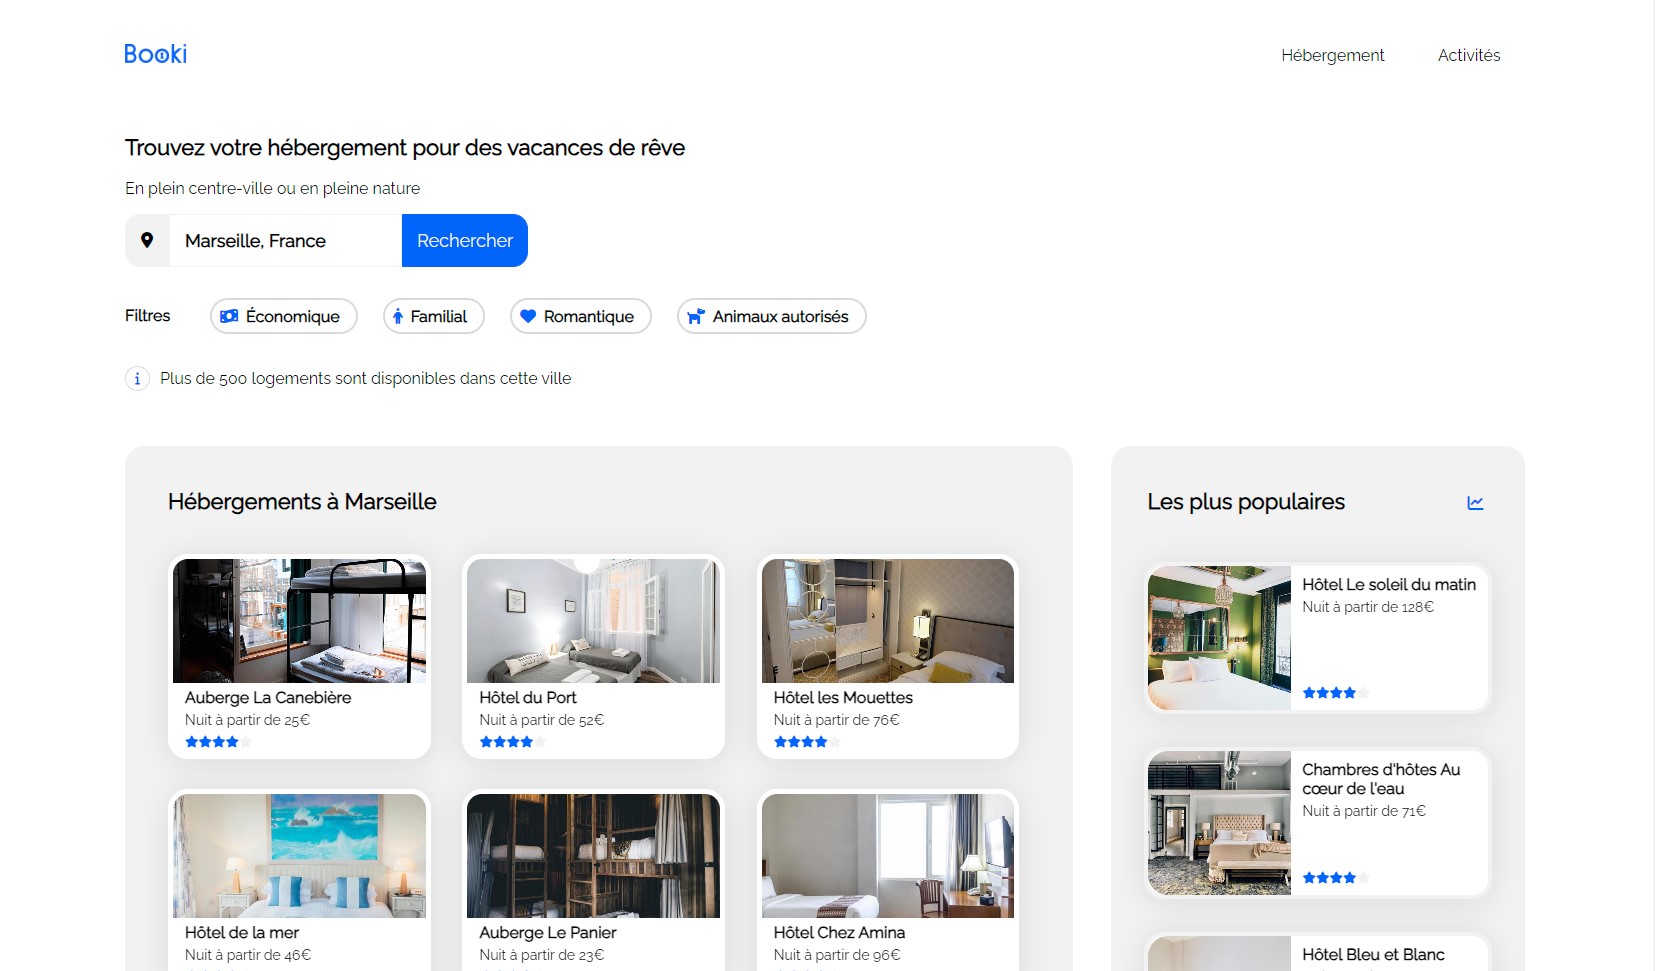 Booki
Hébergement
Activités
Trouvez votre hébergement pour des vacances de rêve
En plein centre-ville ou en pleine nature
Marseille, France
Rechercher
Filtres
Économique
Familial
Romantique
Animaux autorisés
Plus de 500 logements sont disponibles dans cette ville
Hébergements à Marseille
Auberge La Canebière
Nuit à partir de 25€
Hôtel du Port
Nuit à partir de 52€
Hôtel les Mouettes
Nuit à partir de 76€
Hôtel de la mer
Nuit à partir de 46€
Auberge Le Panier
Nuit à partir de 23€
Hôtel Chez Amina
Nuit à partir de 96€
Les plus populaires
Hôtel Le soleil du matin
Nuit à partir de 128€
Chambres d'hôtes Au
cœur de l'eau
Nuit à partir de 71€
Hôtel Bleu et Blanc